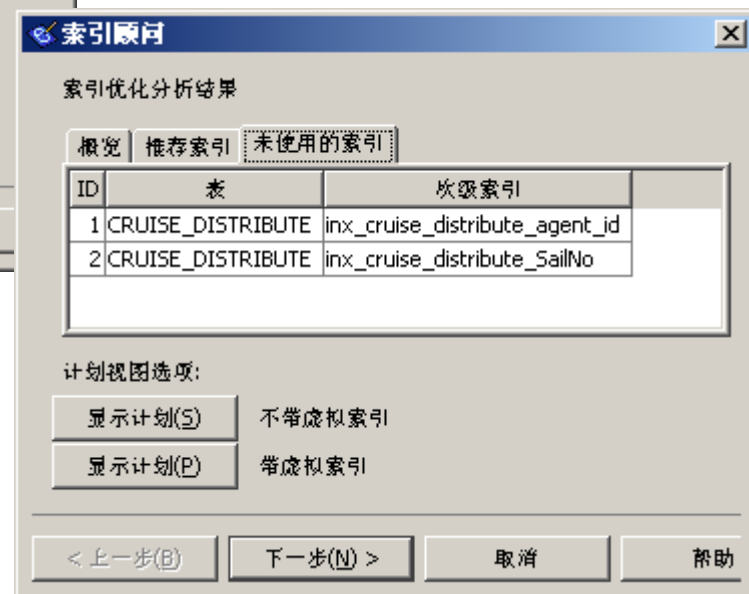 索引顾问
索引优化分析结果
概览 推荐索引 未使用的索引
ID 表 次级索引
1 CRUISE_DISTRIBUTE inx_cruise_distribute_agent_id
2 CRUISE_DISTRIBUTE inx_cruise_distribute_SailNo
计划视图选项:
显示计划(S) 不带虚拟索引
显示计划(P) 带虚拟索引
< 上一步(B) 下一步(N) > 取消 帮助